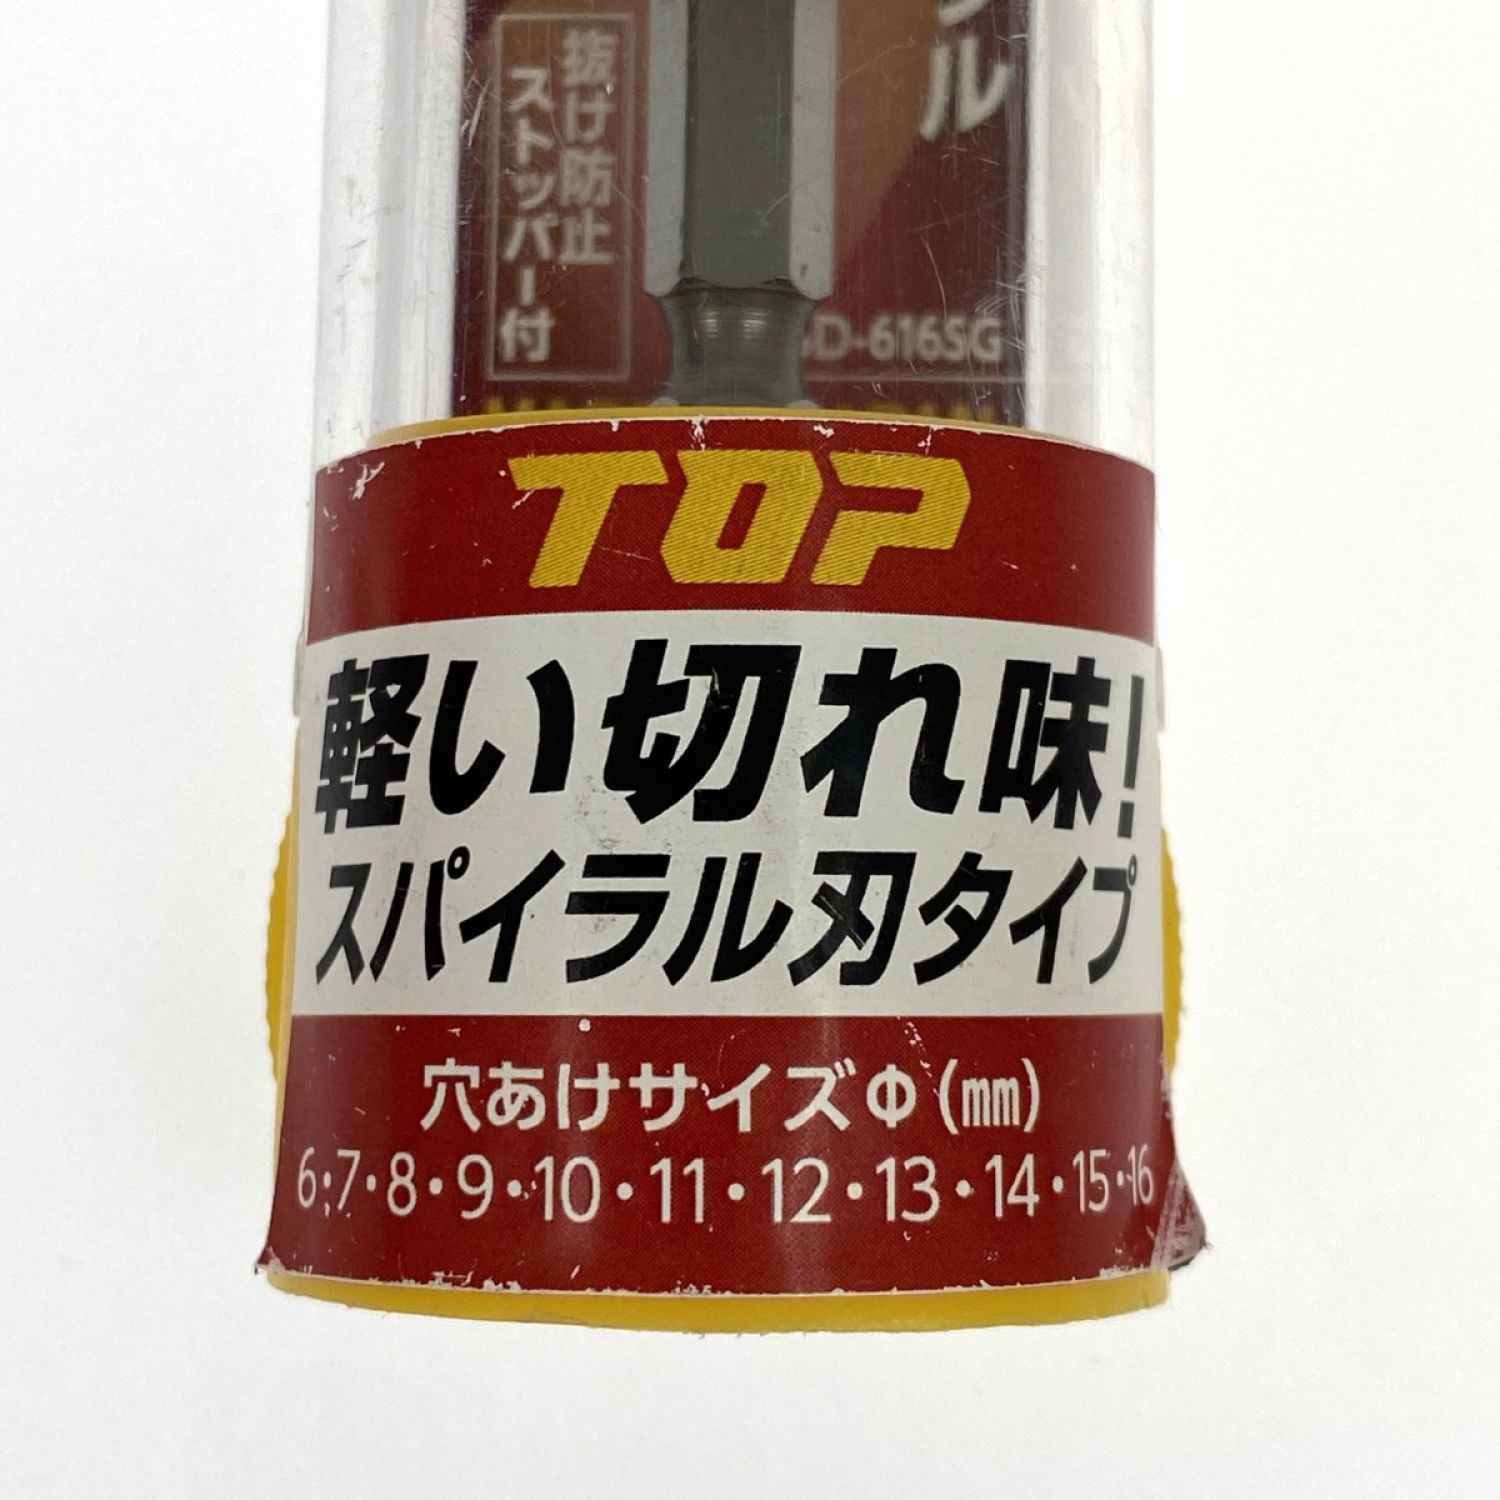 抜け防止
ストッパー付
ル
D-616SG
TOP
軽い切れ味!
スパイラル刃タイプ
穴あけサイズΦ(mm)
6・7・8・9・10・11・12・13・14・15・16